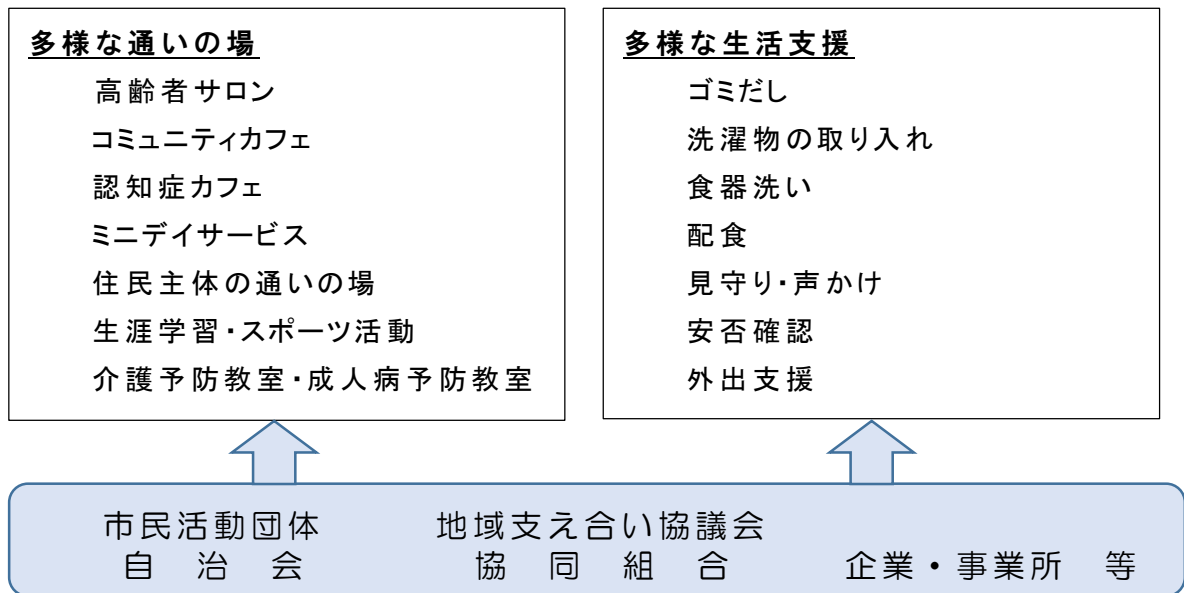 多様な通いの場
高齢者サロン
コミュニティカフェ
認知症カフェ
ミニデイサービス
住民主体の通いの場
生涯学習・スポーツ活動
介護予防教室・成人病予防教室
多様な生活支援
ゴミだし
洗濯物の取り入れ
食器洗い
配食
見守り・声かけ
安否確認
外出支援
市民活動団体 地域支え合い協議会
自治会 協同組合 企業・事業所 等